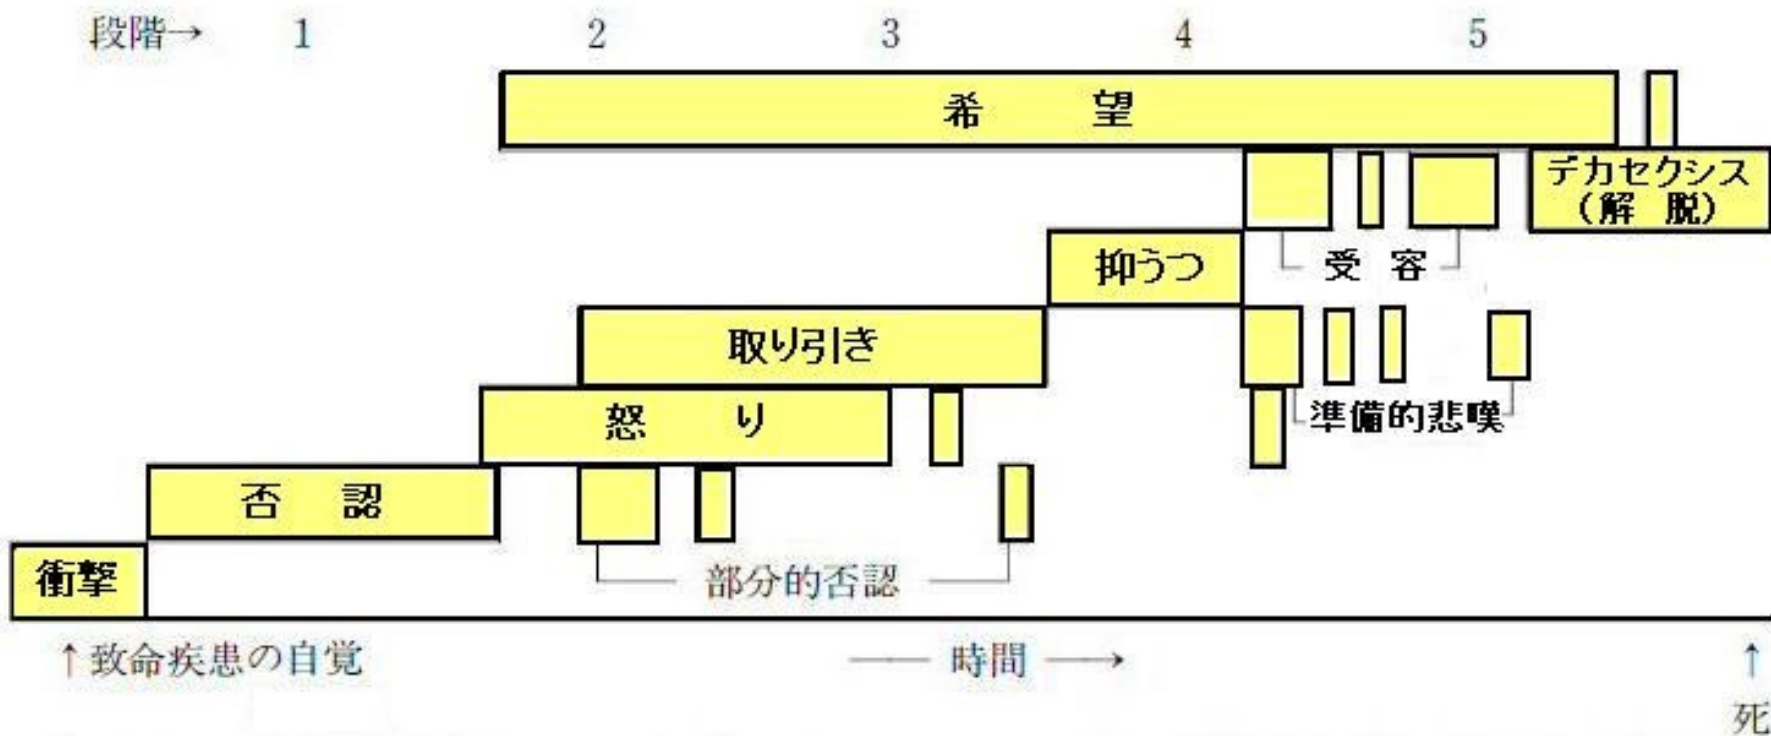 段階→ 1 2 3 4 5
希 望
デカセクシス
(解 脱)
受 容
抑うつ
取り引き
準備的悲嘆
怒 り
否 認
部分的否認
衝撃
↑致命疾患の自覚 ── 時間 ─→ ↑
死